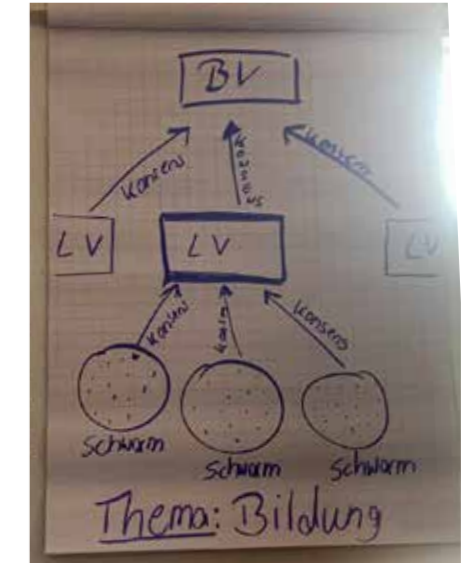 BV
Konsens Konsens Konsens
LV LV LV
Konsens Konsens Konsens
Schwarm
Schwarm Schwarm
Thema: Bildung